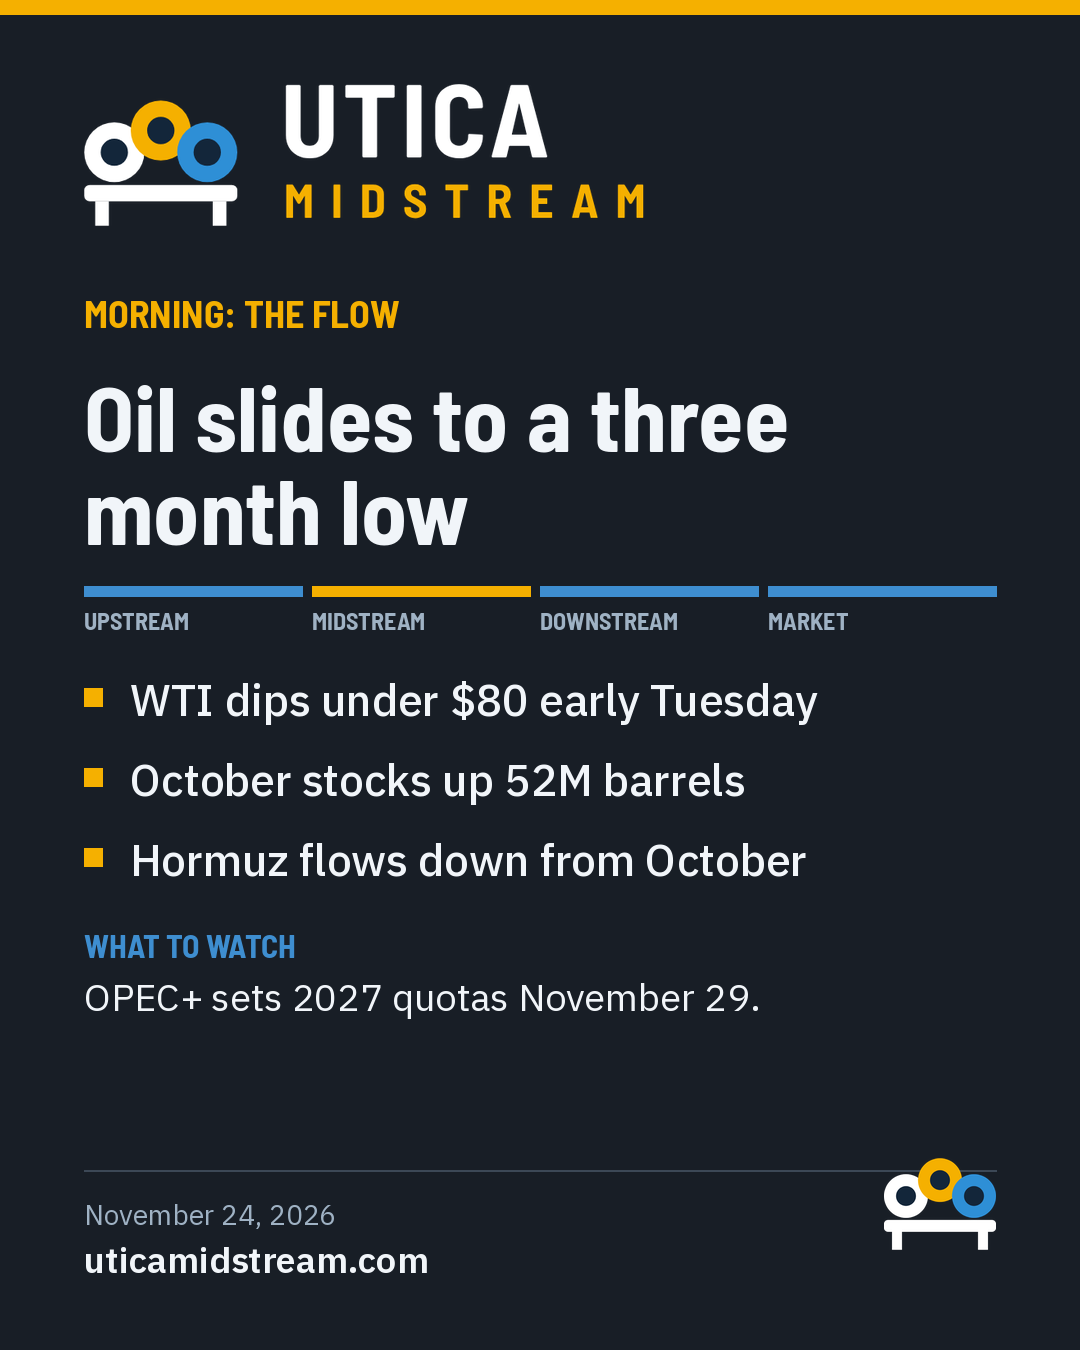 UTICA
MIDSTREAM
MORNING: THE FLOW
Oil slides to a three
month low
UPSTREAM
MIDSTREAM
DOWNSTREAM
MARKET
WTI dips under $80 early Tuesday
October stocks up 52M barrels
Hormuz flows down from October
WHAT TO WATCH
OPEC+ sets 2027 quotas November 29.
November 24, 2026
uticamidstream.com